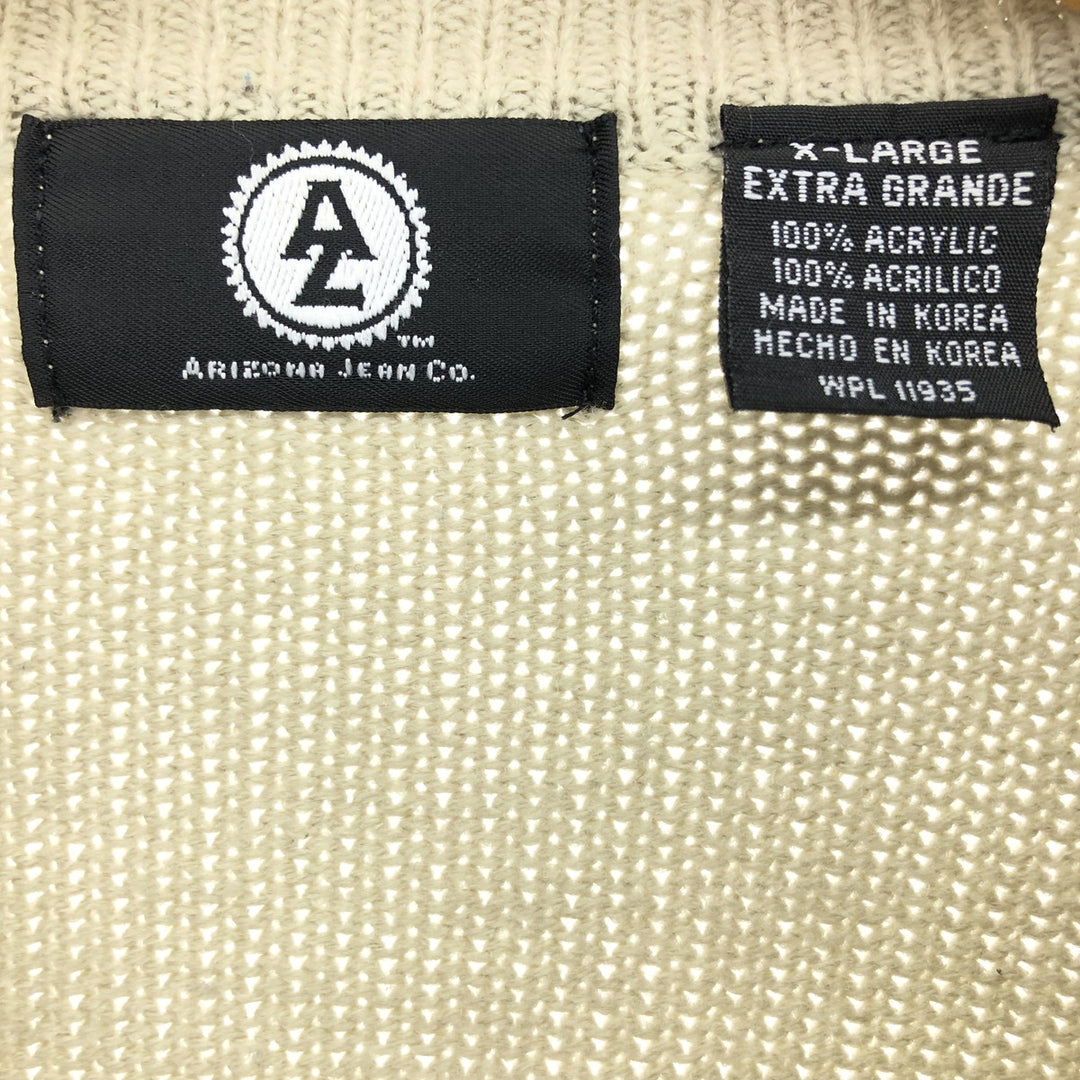 AZ
™
ARIZONA JEAN CO.
X-LARGE
EXTRA GRANDE
100% ACRYLIC
100% ACRILICO
MADE IN KOREA
HECHO EN KOREA
WPL 11935